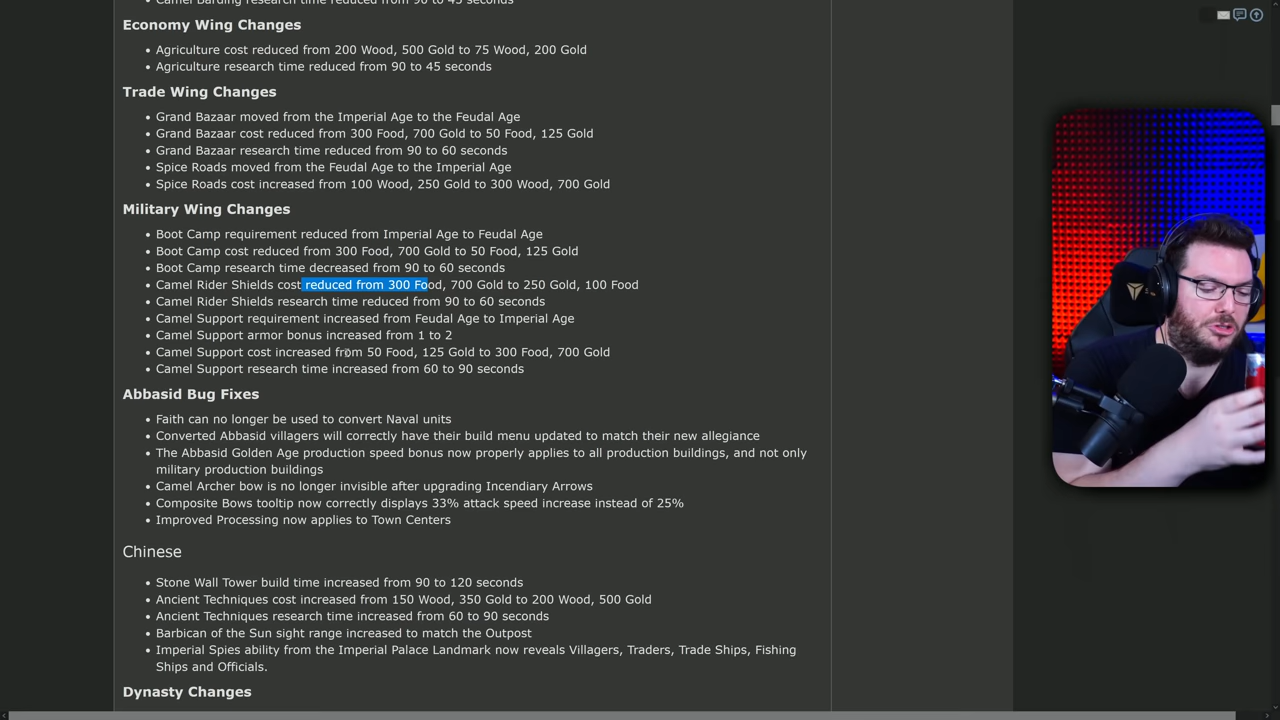 Camel Barding research time reduced from 90 to 45 seconds
Economy Wing Changes
Agriculture cost reduced from 200 Wood, 500 Gold to 75 Wood, 200 Gold
Agriculture research time reduced from 90 to 45 seconds
Trade Wing Changes
Grand Bazaar moved from the Imperial Age to the Feudal Age
Grand Bazaar cost reduced from 300 Food, 700 Gold to 50 Food, 125 Gold
Grand Bazaar research time reduced from 90 to 60 seconds
Spice Roads moved from the Feudal Age to the Imperial Age
Spice Roads cost increased from 100 Wood, 250 Gold to 300 Wood, 700 Gold
Military Wing Changes
Boot Camp requirement reduced from Imperial Age to Feudal Age
Boot Camp cost reduced from 300 Food, 700 Gold to 50 Food, 125 Gold
Boot Camp research time decreased from 90 to 60 seconds
Camel Rider Shields cost reduced from 300 Food, 700 Gold to 250 Gold, 100 Food
Camel Rider Shields research time reduced from 90 to 60 seconds
Camel Support requirement increased from Feudal Age to Imperial Age
Camel Support armor bonus increased from 1 to 2
Camel Support cost increased from 50 Food, 125 Gold to 300 Food, 700 Gold
Camel Support research time increased from 60 to 90 seconds
Abbasid Bug Fixes
Faith can no longer be used to convert Naval units
Converted Abbasid villagers will correctly have their build menu updated to match their new allegiance
The Abbasid Golden Age production speed bonus now properly applies to all production buildings, and not only
military production buildings
Camel Archer bow is no longer invisible after upgrading Incendiary Arrows
Composite Bows tooltip now correctly displays 33% attack speed increase instead of 25%
Improved Processing now applies to Town Centers
Chinese
Stone Wall Tower build time increased from 90 to 120 seconds
Ancient Techniques cost increased from 150 Wood, 350 Gold to 200 Wood, 500 Gold
Ancient Techniques research time increased from 60 to 90 seconds
Barbican of the Sun sight range increased to match the Outpost
Imperial Spies ability from the Imperial Palace Landmark now reveals Villagers, Traders, Trade Ships, Fishing
Ships and Officials.
Dynasty Changes